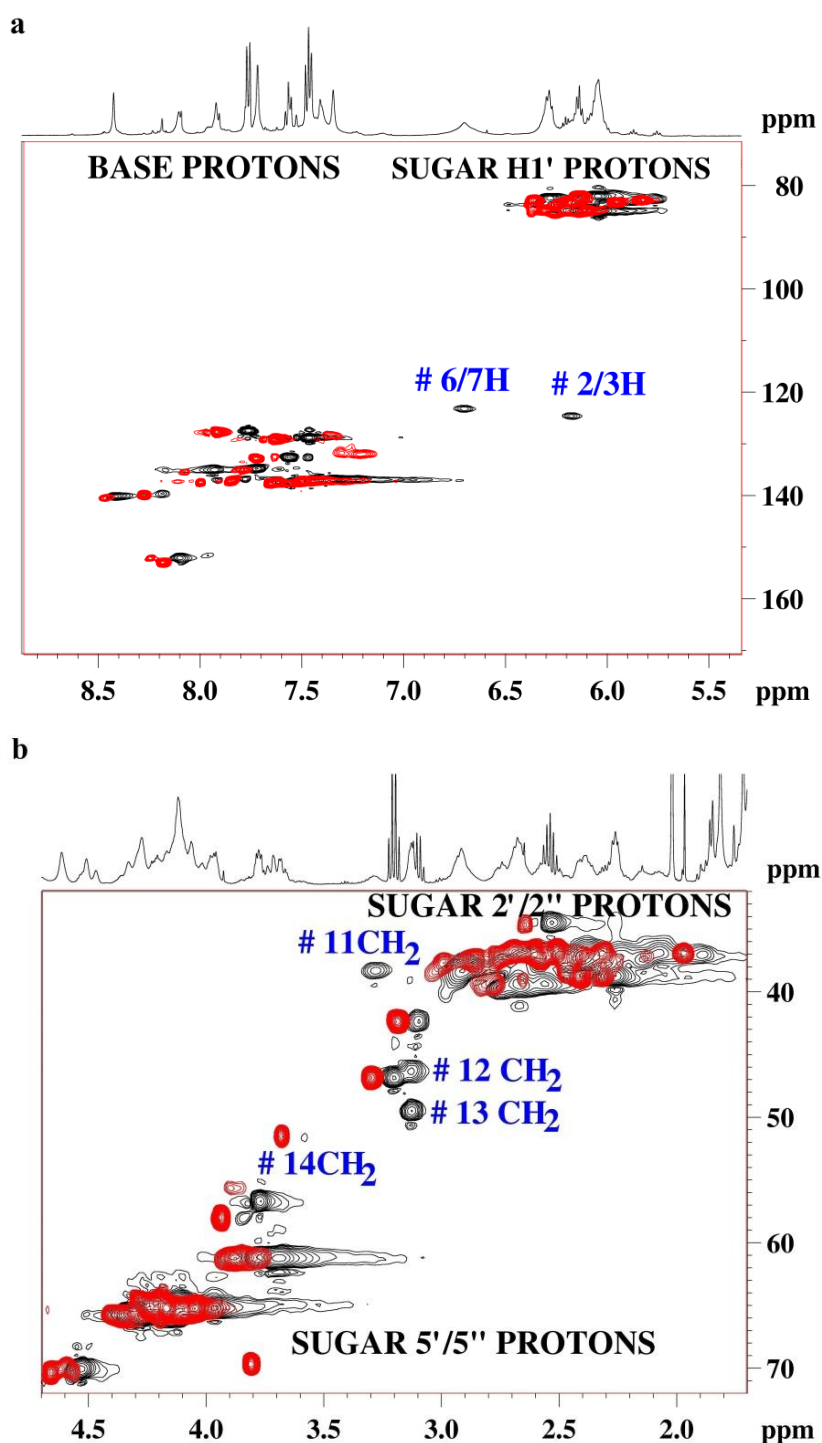 a
ppm
BASE PROTONS SUGAR H1' PROTONS
80
100
# 6/7H # 2/3H
120
140
160
8.5 8.0 7.5 7.0 6.5 6.0 5.5 ppm
b
ppm
SUGAR 2'/2" PROTONS
# 11CH2
40
# 12 CH2
# 13 CH2
50
# 14CH2
60
SUGAR 5'/5" PROTONS
70
4.5 4.0 3.5 3.0 2.5 2.0 ppm